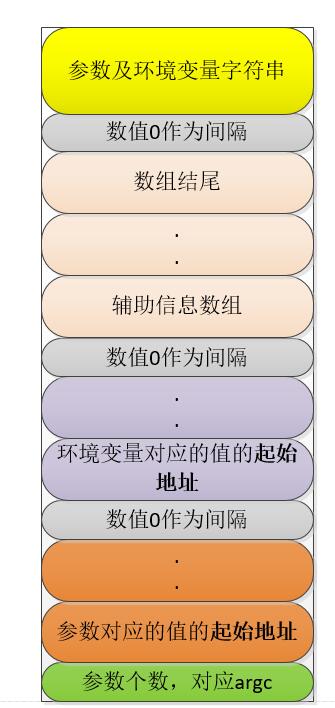 参数及环境变量字符串
数值0作为间隔
数组结尾
.
.
辅助信息数组
数值0作为间隔
.
.
环境变量对应的值的起始
地址
数值0作为间隔
.
.
参数对应的值的起始地址
参数个数，对应argc